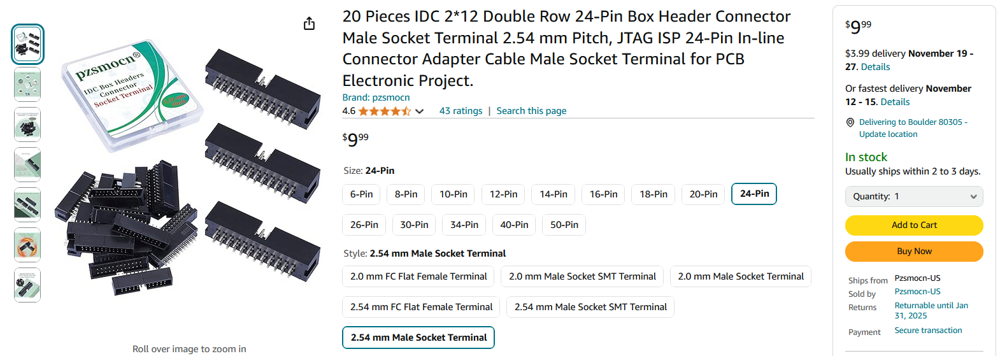 pzsmocn®
IDC Box Headers
Connector
Socket Terminal
Roll over image to zoom in
20 Pieces IDC 2*12 Double Row 24-Pin Box Header Connector
Male Socket Terminal 2.54 mm Pitch, JTAG ISP 24-Pin In-line
Connector Adapter Cable Male Socket Terminal for PCB
Electronic Project.
Brand: pzsmocn
4.6 43 ratings | Search this page
$9 99
Size: 24-Pin
6-Pin 8-Pin 10-Pin 12-Pin 14-Pin 16-Pin 18-Pin 20-Pin 24-Pin
26-Pin 30-Pin 34-Pin 40-Pin 50-Pin
Style: 2.54 mm Male Socket Terminal
2.0 mm FC Flat Female Terminal 2.0 mm Male Socket SMT Terminal 2.0 mm Male Socket Terminal
2.54 mm FC Flat Female Terminal 2.54 mm Male Socket SMT Terminal
2.54 mm Male Socket Terminal
$9 99
$3.99 delivery November 19 -
27. Details
Or fastest delivery November
12 - 15. Details
Delivering to Boulder 80305 -
Update location
In stock
Usually ships within 2 to 3 days.
Quantity: 1
Add to Cart
Buy Now
Ships from Pzsmocn-US
Sold by Pzsmocn-US
Returns Returnable until Jan
31, 2025
Payment Secure transaction